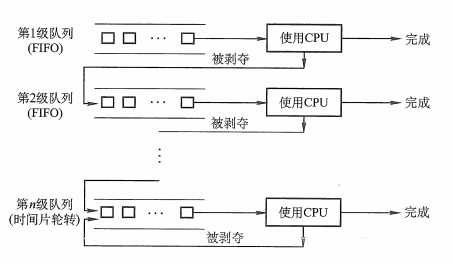 第1级队列
(FIFO)
···
使用CPU
完成
被剥夺
第2级队列
(FIFO)
···
使用CPU
完成
被剥夺
⋮
第n级队列
(时间片轮转)
···
使用CPU
完成
被剥夺